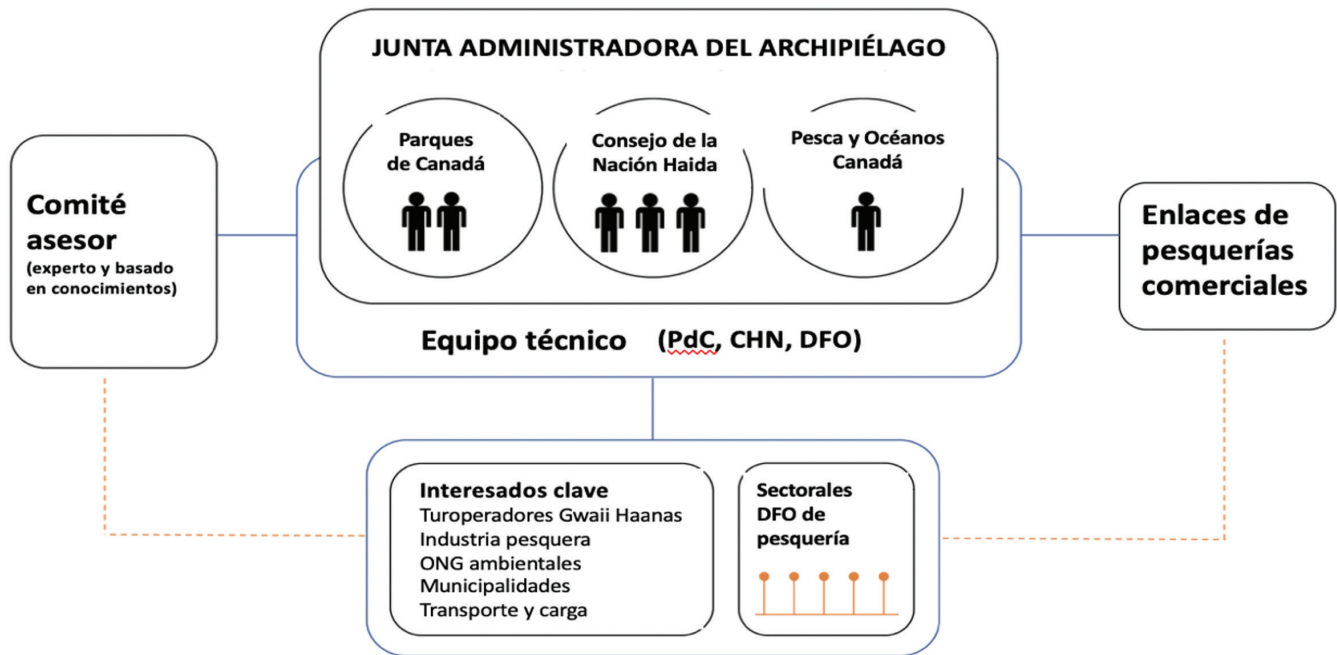 JUNTA ADMINISTRADORA DEL ARCHIPIÉLAGO
Parques
de Canadá
Consejo de la
Nación Haida
Pesca y Océanos
Canadá
Comité
asesor
(experto y basado
en conocimientos)
Enlaces de
pesquerías
comerciales
Equipo técnico (PdC, CHN, DFO)
Interesados clave
Turoperadores Gwaii Haanas
Industria pesquera
ONG ambientales
Municipalidades
Transporte y carga
Sectorales
DFO de
pesquería